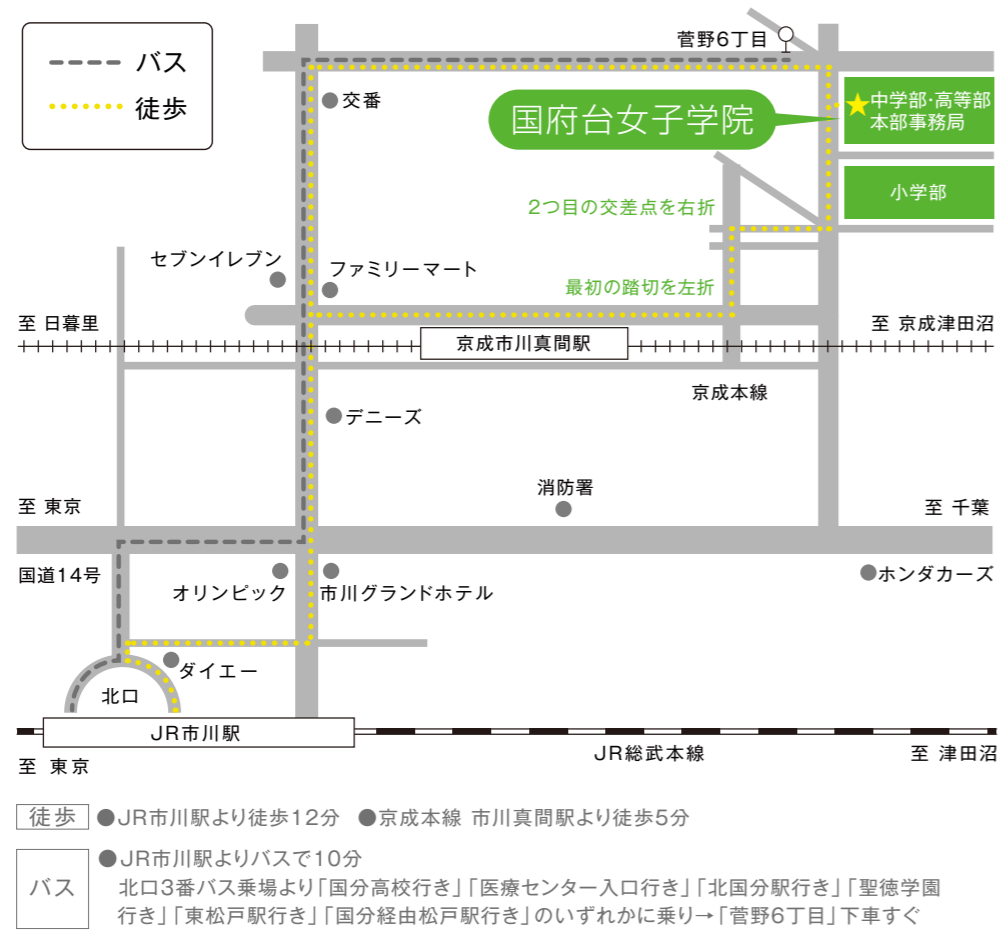 バス
徒歩
菅野6丁目
交番
国府台女子学院
中学部・高等部
本部事務局
小学部
2つ目の交差点を右折
セブンイレブン
ファミリーマート
最初の踏切を左折
至 日暮里
至 京成津田沼
京成市川真間駅
京成本線
デニーズ
消防署
至 東京
至 千葉
国道14号
オリンピック
市川グランドホテル
ホンダカーズ
ダイエー
北口
JR市川駅
JR総武本線
至 東京
至 津田沼
徒歩 ●JR市川駅より徒歩12分 ●京成本線 市川真間駅より徒歩5分
バス
●JR市川駅よりバスで10分
北口3番バス乗場より「国分高校行き」「医療センター入口行き」「北国分駅行き」「聖徳学園
行き」「東松戸駅行き」「国分経由松戸駅行き」のいずれかに乗り→「菅野6丁目」下車すぐ